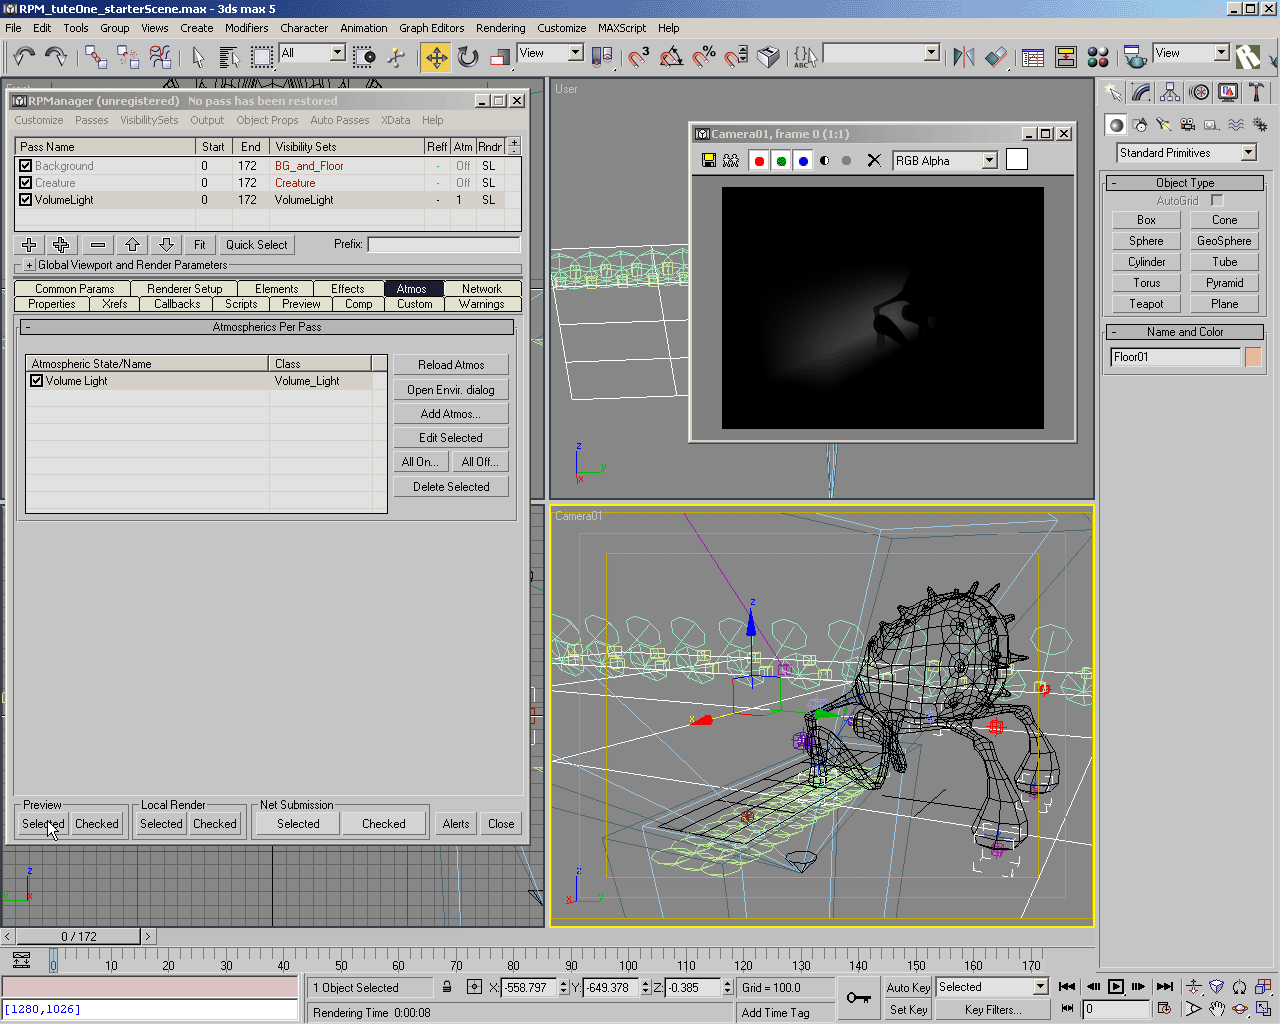 RPM_tuteOne_starterScene.max - 3ds max 5
File Edit Tools Group Views Create Modifiers Character Animation Graph Editors Rendering Customize MAXScript Help
All View View
RPManager (unregistered) No pass has been restored
Customize Passes VisibilitySets Output Object Props Auto Passes XData Help
Pass Name Start End Visibility Sets Reff Atm Rndr
Background 0 172 BG_and_Floor - Off SL
Creature 0 172 Creature - Off SL
VolumeLight 0 172 VolumeLight - 1 SL
Fit Quick Select Prefix:
+ Global Viewport and Render Parameters
Common Params Renderer Setup Elements Effects Atmos Network
Properties Xrefs Callbacks Scripts Preview Comp Custom Warnings
- Atmospherics Per Pass
Atmospheric State/Name Class
Volume Light Volume_Light
Reload Atmos
Open Envir. dialog
Add Atmos...
Edit Selected
All On... All Off...
Delete Selected
Preview Local Render Net Submission
Selected Checked Selected Checked Selected Checked Alerts Close
User
Camera01, frame 0 (1:1)
RGB Alpha
z
y
x
Camera01
z
x
z
x
z
x
Standard Primitives
- Object Type
AutoGrid
Box Cone
Sphere GeoSphere
Cylinder Tube
Torus Pyramid
Teapot Plane
- Name and Color
Floor01
< 0 / 172 >
0 10 20 30 40 50 60 70 80 90 100 110 120 130 140 150 160 170
1 Object Selected X: -558.797 Y: -649.378 Z: -0.385 Grid = 100.0 Auto Key Selected
[1280,1026] Rendering Time 0:00:08 Add Time Tag Set Key Key Filters... 0